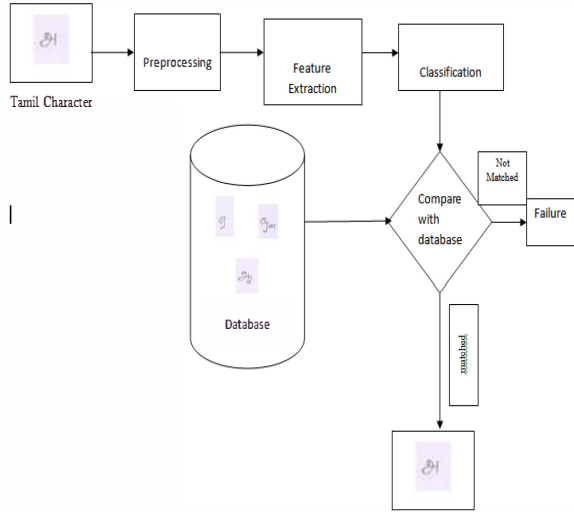 அ
Preprocessing
Feature
Extraction
Classification
Tamil Character
Not
Matched
Compare
with
database
Failure
Database
matched
அ